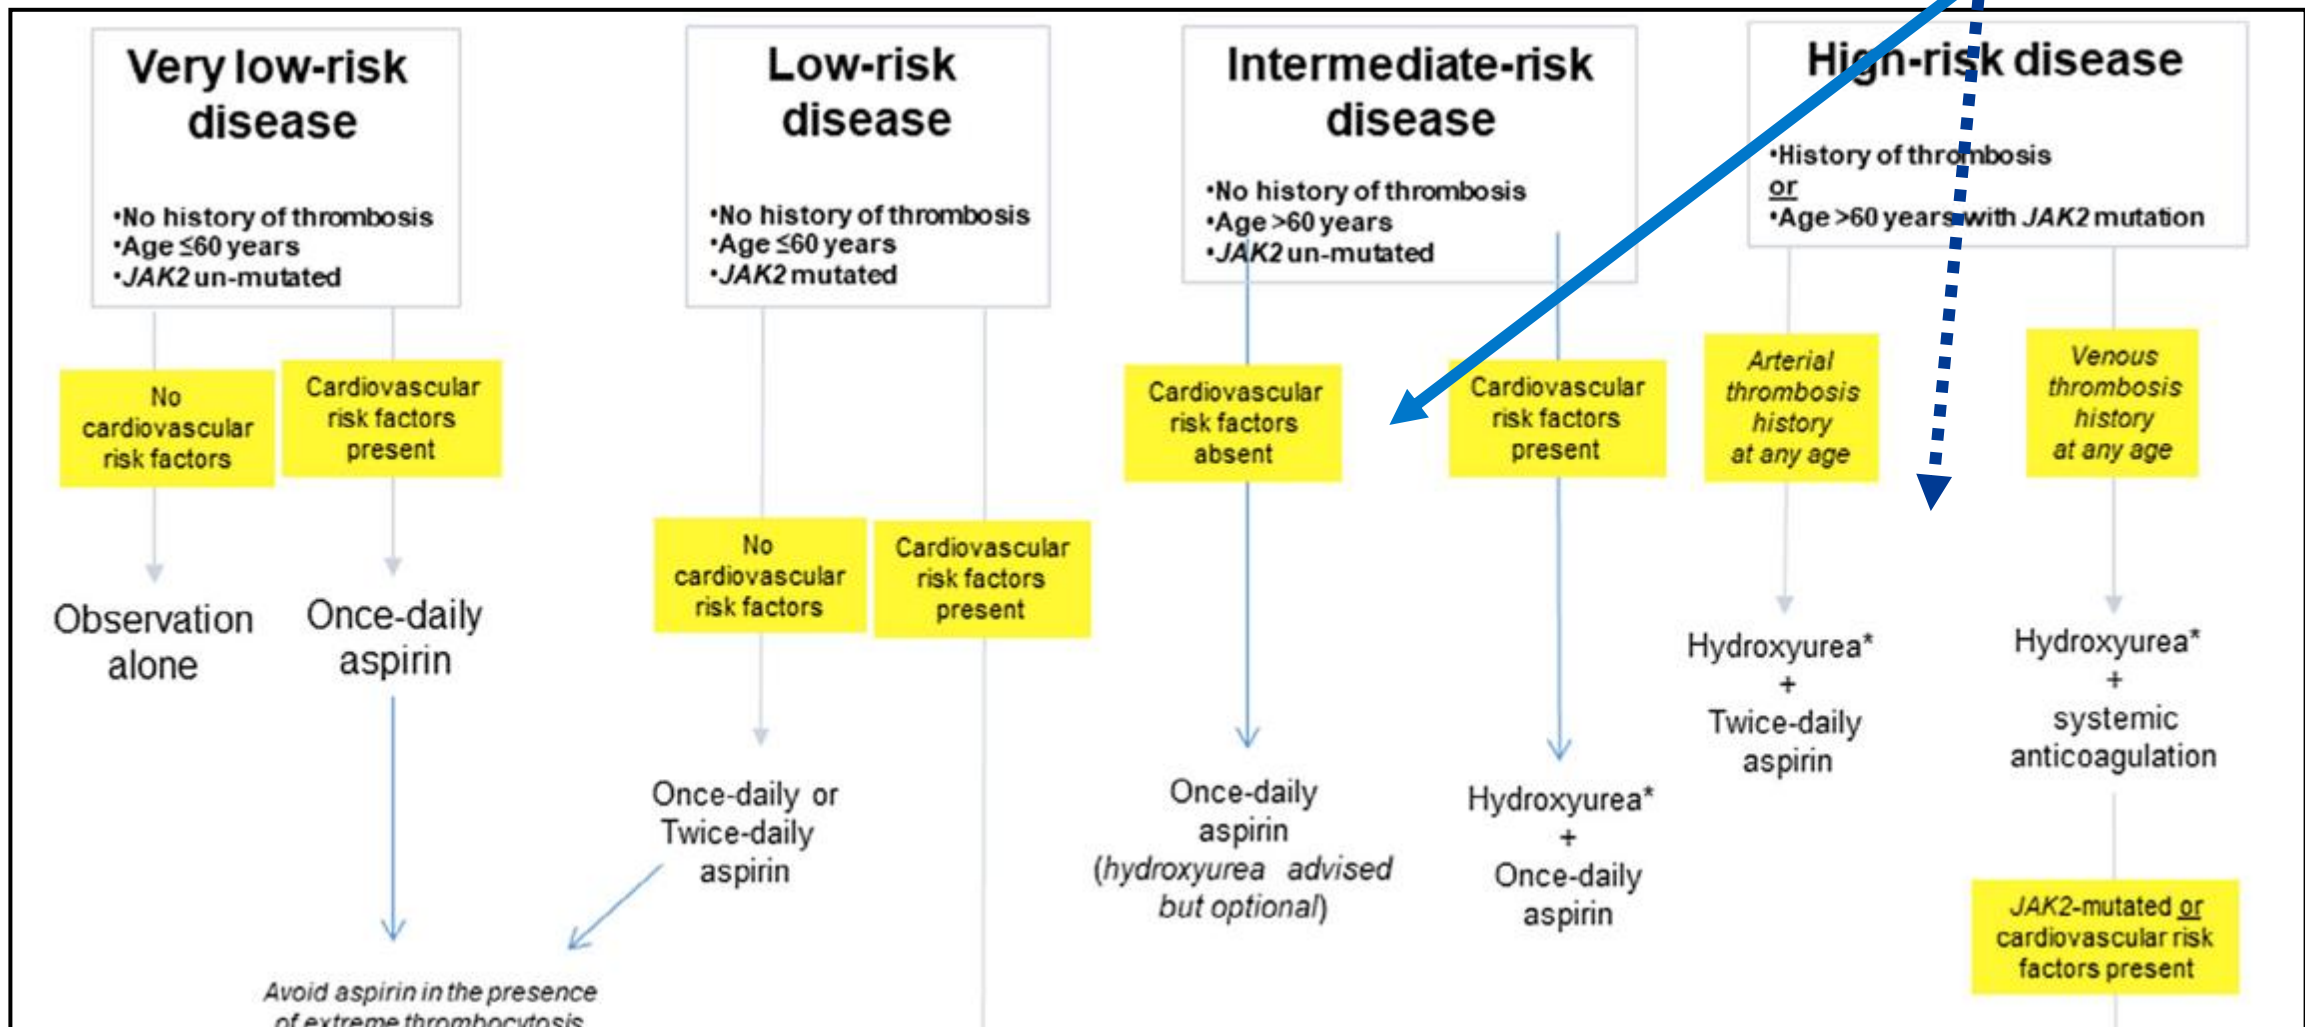 Very low-risk
disease
•No history of thrombosis
•Age ≤60 years
•JAK2 un-mutated
Low-risk
disease
•No history of thrombosis
•Age ≤60 years
•JAK2 mutated
Intermediate-risk
disease
•No history of thrombosis
•Age >60 years
•JAK2 un-mutated
High-risk disease
•History of thrombosis
or
•Age >60 years with JAK2 mutation
No
cardiovascular
risk factors
Cardiovascular
risk factors
present
No
cardiovascular
risk factors
Cardiovascular
risk factors
present
Cardiovascular
risk factors
absent
Cardiovascular
risk factors
present
Arterial
thrombosis
history
at any age
Venous
thrombosis
history
at any age
Observation
alone
Once-daily
aspirin
Once-daily or
Twice-daily
aspirin
Once-daily
aspirin
(hydroxyurea advised
but optional)
Hydroxyurea*
+
Once-daily
aspirin
Hydroxyurea*
+
Twice-daily
aspirin
Hydroxyurea*
+
systemic
anticoagulation
JAK2-mutated or
cardiovascular risk
factors present
Avoid aspirin in the presence
of extreme thrombocytosis